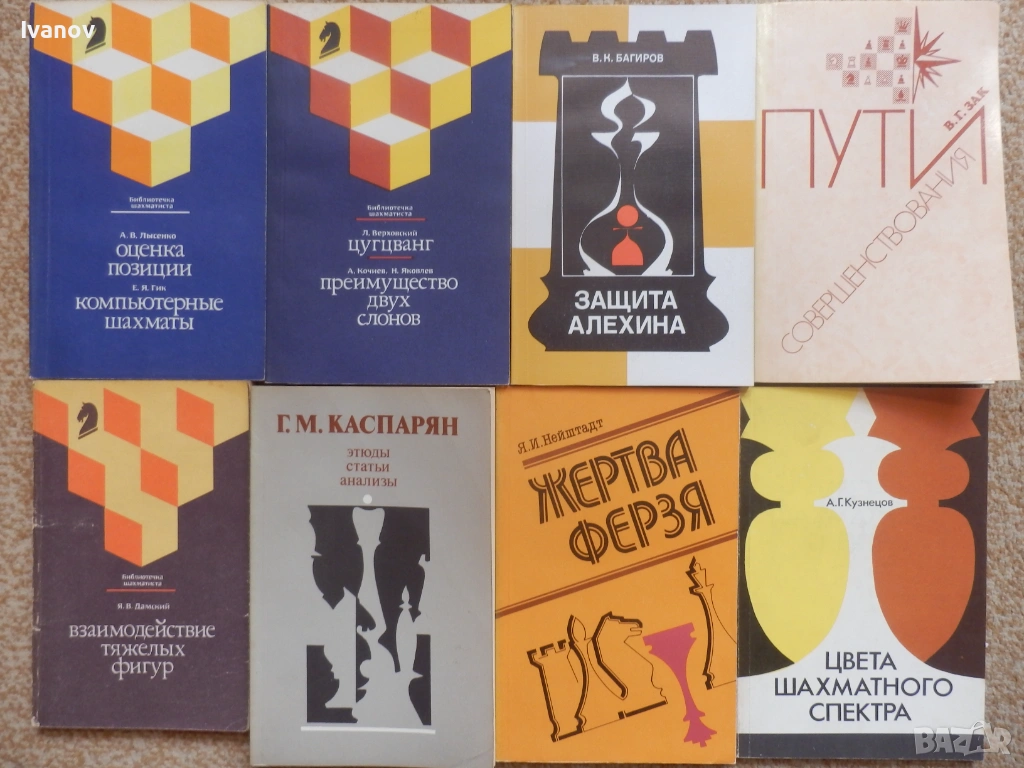 Ivanov
Библиотечка
шахматиста
А. В. Лысенко
оценка
позиции
Е. Я. Гик
компьютерные
шахматы
Библиотечка
шахматиста
Л. Верховский
цугцванг
А. Кочиев. Н. Яковлев
преимущество
двух
слонов
В. К. БАГИРОВ
ЗАЩИТА
АЛЕХИНА
В. Г. ЗАК
ПУТИ
СОВЕРШЕНСТВОВАНИЯ
Библиотечка
шахматиста
Я. В. Дамский
взаимодействие
тяжелых
фигур
Г. М. КАСПАРЯН
этюды
статьи
анализы
Я. И. Нейштадт
ЖЕРТВА
ФЕРЗЯ
А. Г. Кузнецов
ЦВЕТА
ШАХМАТНОГО
СПЕКТРА
BAZAR